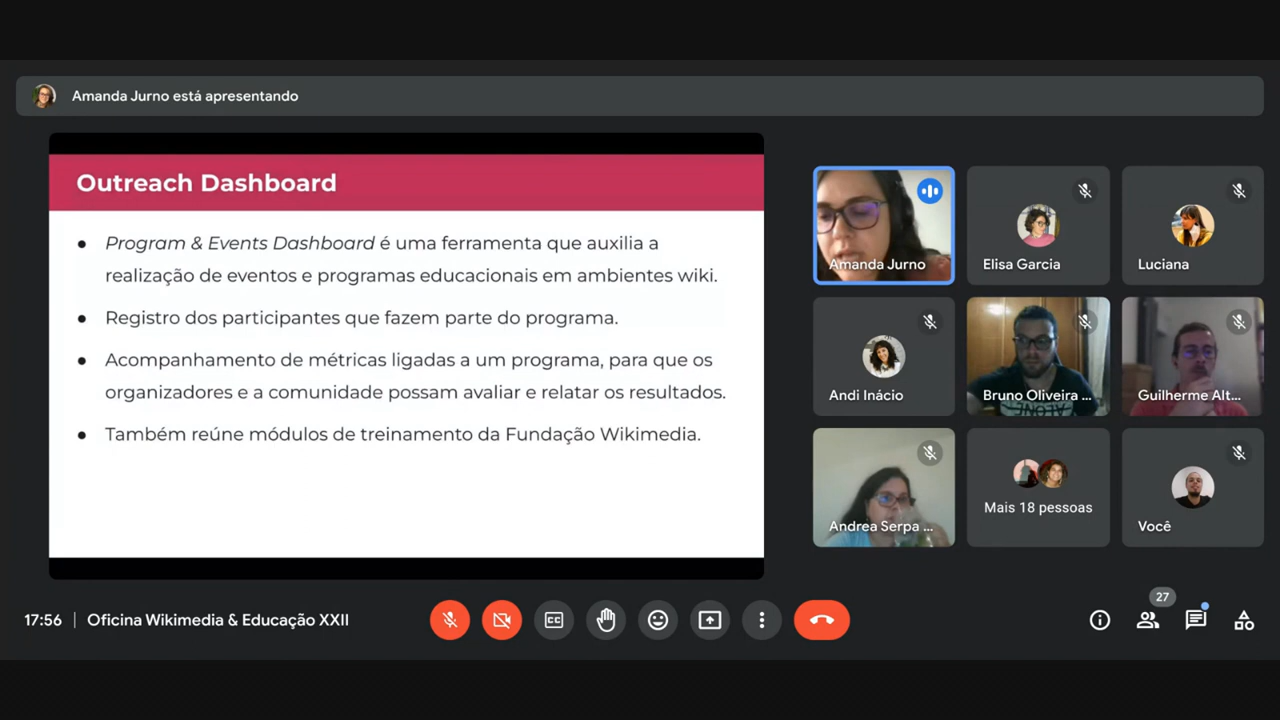 Amanda Jurno está apresentando
Outreach Dashboard
● Program & Events Dashboard é uma ferramenta que auxilia a
realização de eventos e programas educacionais em ambientes wiki.
● Registro dos participantes que fazem parte do programa.
● Acompanhamento de métricas ligadas a um programa, para que os
organizadores e a comunidade possam avaliar e relatar os resultados.
● Também reúne módulos de treinamento da Fundação Wikimedia.
Amanda Jurno
Elisa Garcia
Luciana
Andi Inácio
Bruno Oliveira ...
Guilherme Alt...
Andrea Serpa ...
Mais 18 pessoas
Você
17:56 | Oficina Wikimedia & Educação XXII
CC
27